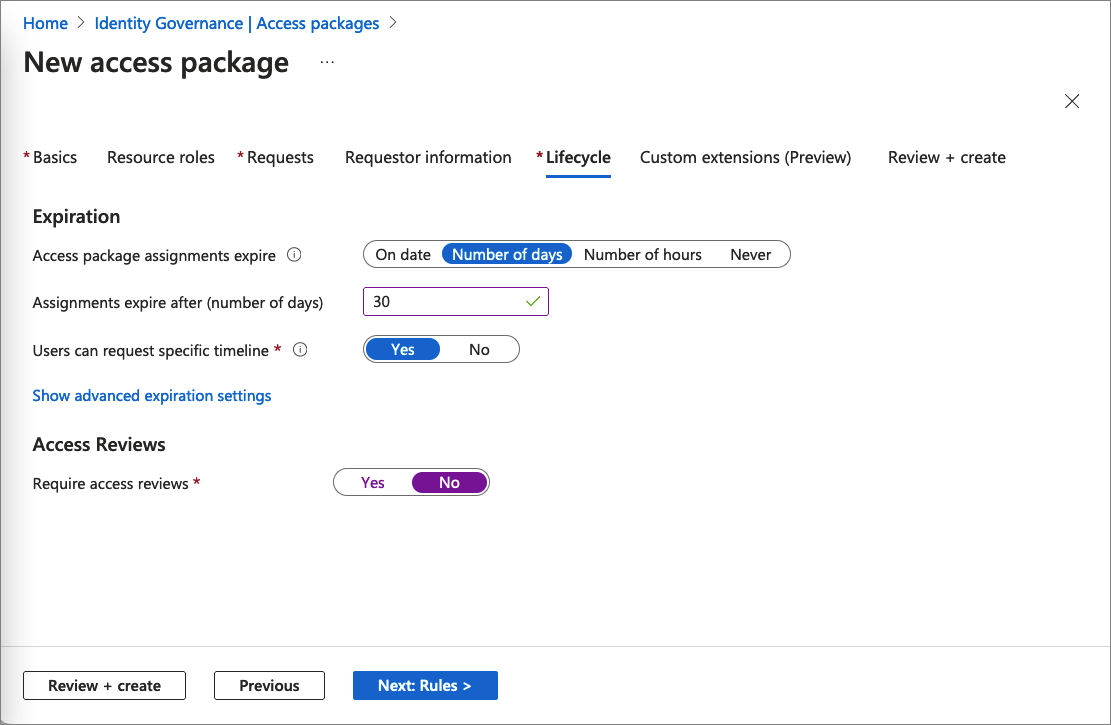 Home > Identity Governance | Access packages >
New access package ...
* Basics Resource roles * Requests Requestor information * Lifecycle Custom extensions (Preview) Review + create
Expiration
Access package assignments expire On date Number of days Number of hours Never
Assignments expire after (number of days) 30
Users can request specific timeline * Yes No
Show advanced expiration settings
Access Reviews
Require access reviews * Yes No
Review + create Previous Next: Rules >